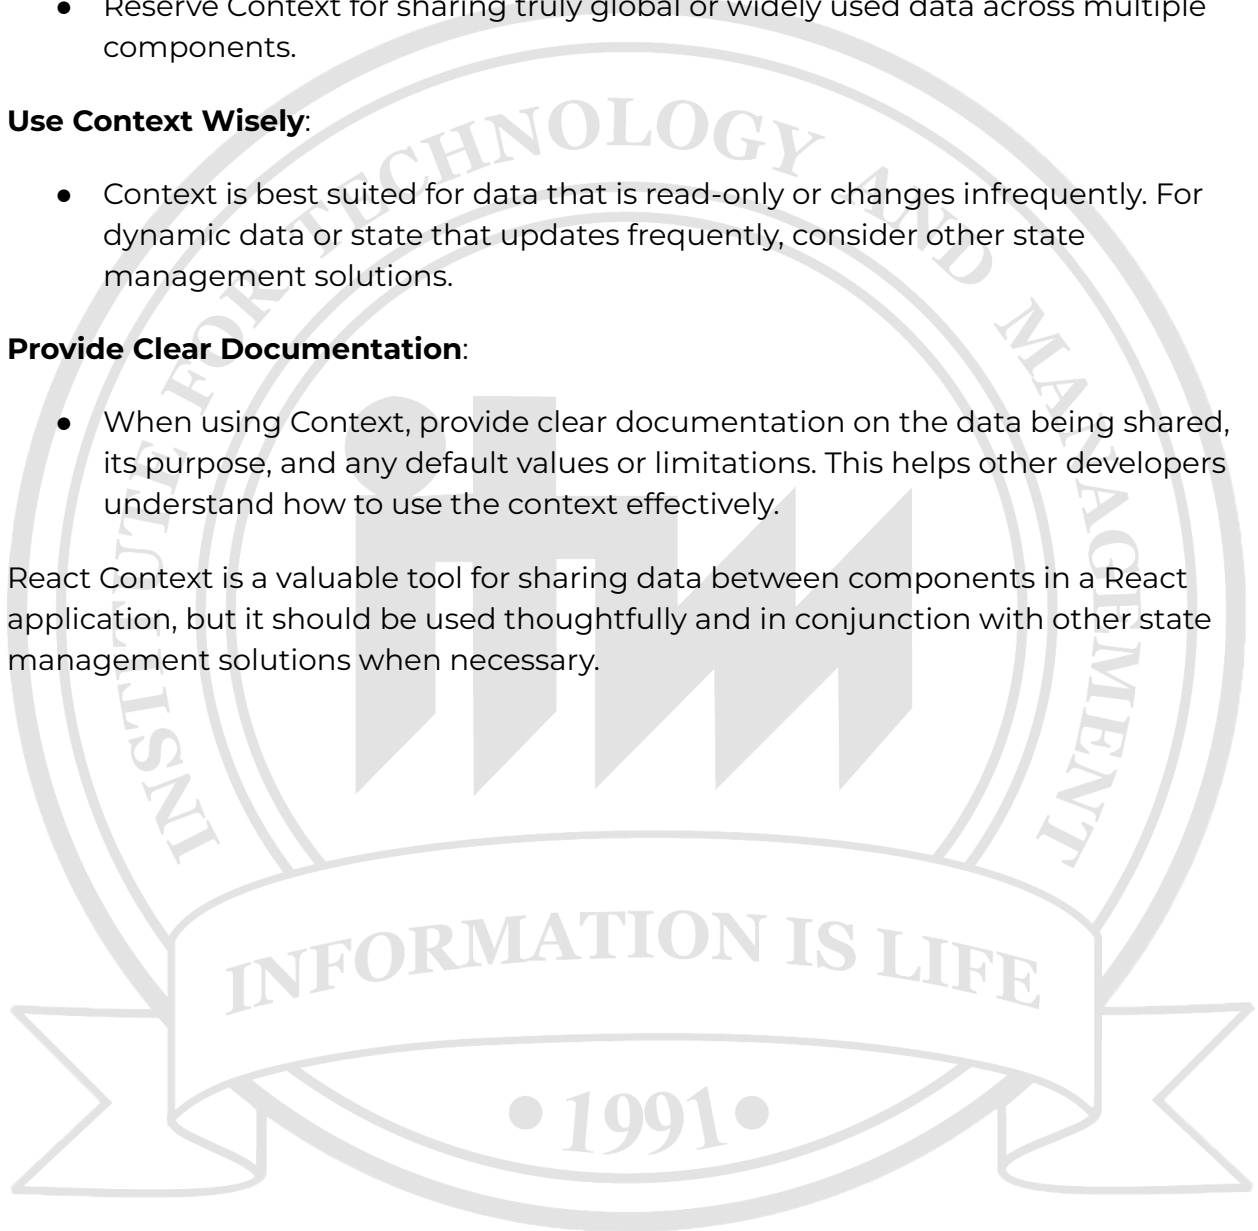 ● Reserve Context for sharing truly global or widely used data across multiple
components.
Use Context Wisely:
● Context is best suited for data that is read-only or changes infrequently. For
dynamic data or state that updates frequently, consider other state
management solutions.
Provide Clear Documentation:
● When using Context, provide clear documentation on the data being shared,
its purpose, and any default values or limitations. This helps other developers
understand how to use the context effectively.
React Context is a valuable tool for sharing data between components in a React
application, but it should be used thoughtfully and in conjunction with other state
management solutions when necessary.
INSTITUTE FOR TECHNOLOGY AND MANAGEMENT
itm
INFORMATION IS LIFE
● 1991 ●